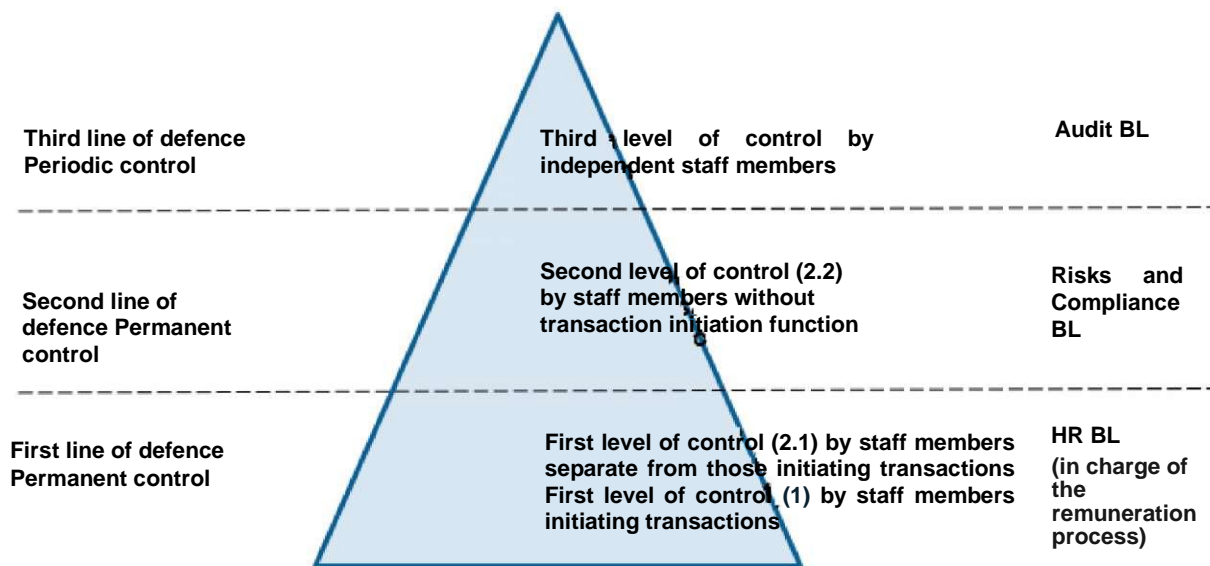 Third line of defence
Periodic control
Third level of control by
independent staff members
Audit BL
Second line of
defence Permanent
control
Second level of control (2.2)
by staff members without
transaction initiation function
Risks and
Compliance
BL
First line of defence
Permanent control
First level of control (2.1) by staff members
separate from those initiating transactions
First level of control (1) by staff members
initiating transactions
HR BL
(in charge of
the
remuneration
process)